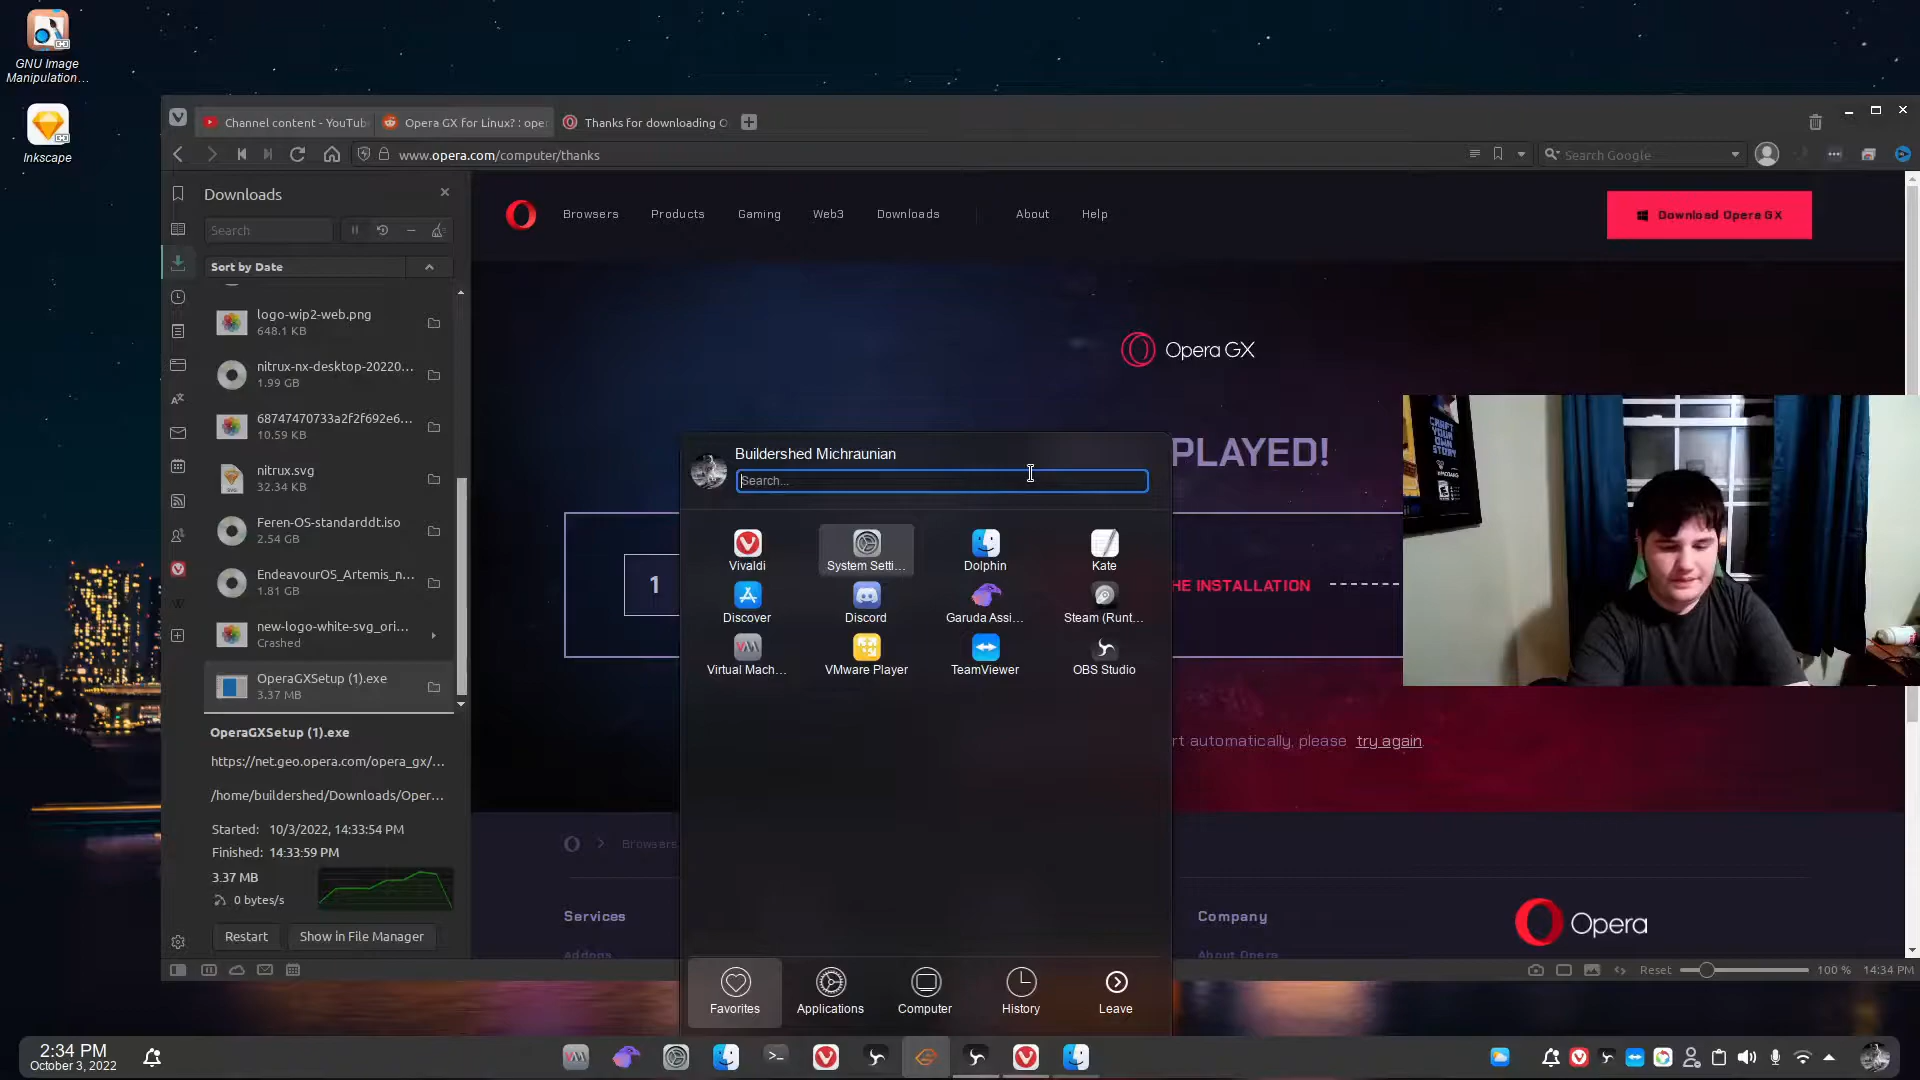 GNU Image
Manipulation...
Inkscape
Channel content - YouTub
Opera GX for Linux? : oper
Thanks for downloading O
www.opera.com/computer/thanks
Search Google
Downloads
Search
Sort by Date
logo-wip2-web.png
648.1 KB
nitrux-nx-desktop-20220...
1.99 GB
68747470733a2f2f692e6...
10.59 KB
nitrux.svg
32.34 KB
Feren-OS-standarddt.iso
2.54 GB
EndeavourOS_Artemis_n...
1.81 GB
new-logo-white-svg_ori...
Crashed
OperaGXSetup (1).exe
3.37 MB
OperaGXSetup (1).exe
https://net.geo.opera.com/opera_gx/...
/home/buildershed/Downloads/Oper...
Started: 10/3/2022, 14:33:54 PM
Finished: 14:33:59 PM
3.37 MB
0 bytes/s
Restart
Show in File Manager
Browsers
Products
Gaming
Web3
Downloads
About
Help
Download Opera GX
Opera GX
PLAYED!
1
HE INSTALLATION
rt automatically, please try again.
Browsers
Services
Addons
Company
About Opera
Opera
Buildershed Michraunian
Search...
Vivaldi
System Setti...
Dolphin
Kate
Discover
Discord
Garuda Assi...
Steam (Runt...
Virtual Mach...
VMware Player
TeamViewer
OBS Studio
Favorites
Applications
Computer
History
Leave
CRAFT
YOUR
OWN
STORY
Reset
100 %
14:34 PM
2:34 PM
October 3, 2022